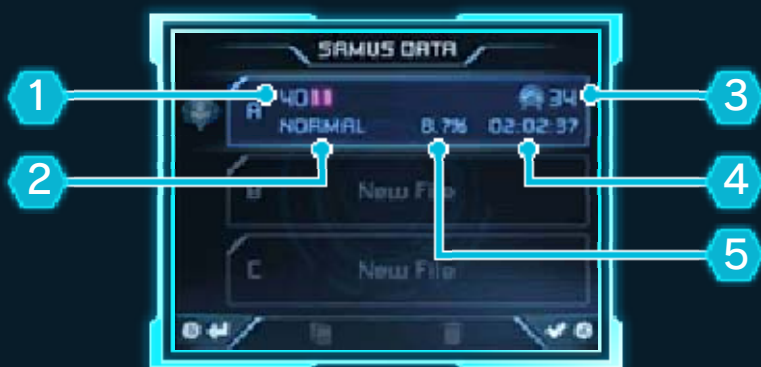 SAMUS DATA
1
3
A 40 34
NORMAL 8.7% 02:02:37
2
4
B New File
5
C New File